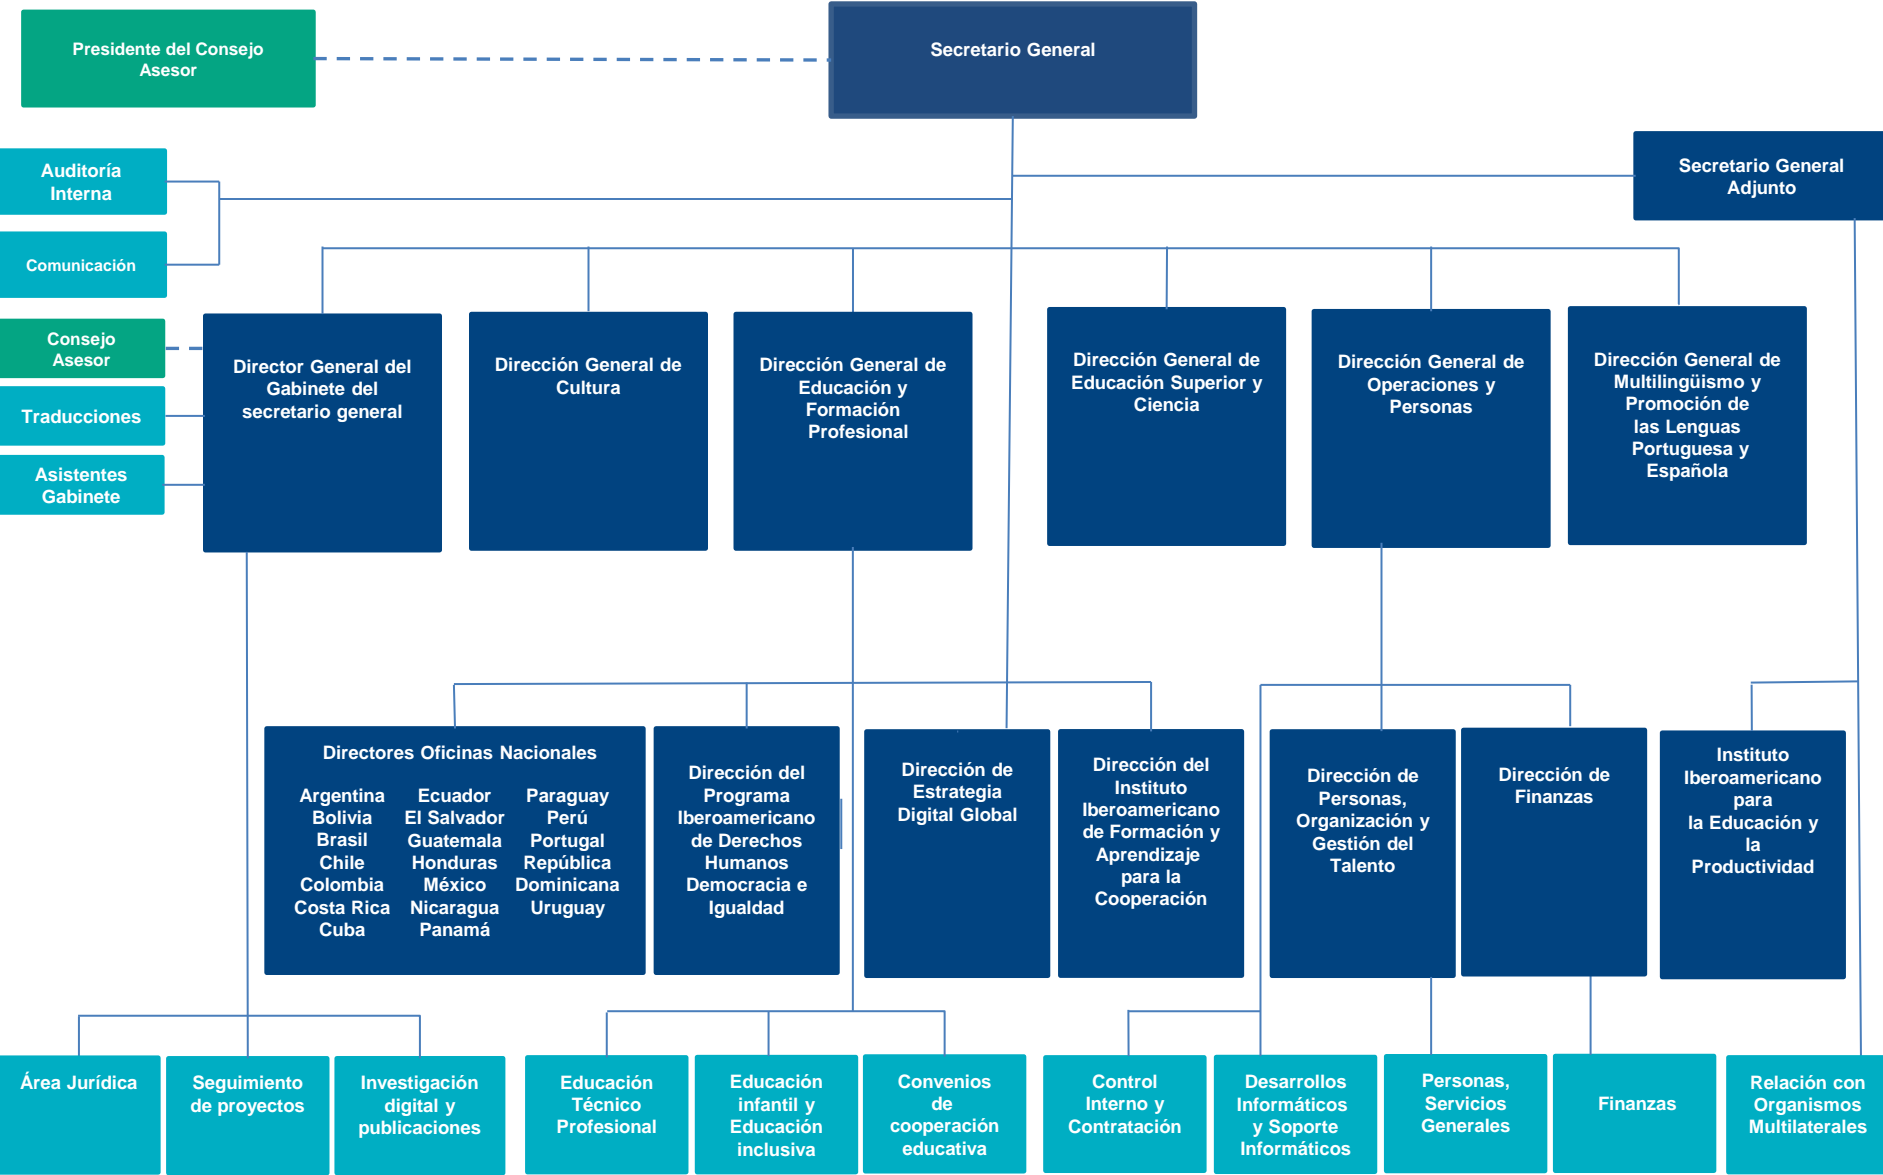 Presidente del Consejo
Asesor
Secretario General
Auditoría
Interna
Secretario General
Adjunto
Comunicación
Consejo
Asesor
Traducciones
Asistentes
Gabinete
Director General del
Gabinete del
secretario general
Dirección General de
Cultura
Dirección General de
Educación y
Formación
Profesional
Dirección General de
Educación Superior y
Ciencia
Dirección General de
Operaciones y
Personas
Dirección General de
Multilingüismo y
Promoción de
las Lenguas
Portuguesa y
Española
Directores Oficinas Nacionales
Argentina
Bolivia
Brasil
Chile
Colombia
Costa Rica
Cuba
Ecuador
El Salvador
Guatemala
Honduras
México
Nicaragua
Panamá
Paraguay
Perú
Portugal
República
Dominicana
Uruguay
Dirección del
Programa
Iberoamericano
de Derechos
Humanos
Democracia e
Igualdad
Dirección de
Estrategia
Digital Global
Dirección del
Instituto
Iberoamericano
de Formación y
Aprendizaje
para la
Cooperación
Dirección de
Personas,
Organización y
Gestión del
Talento
Dirección de
Finanzas
Instituto
Iberoamericano
para
la Educación y
la
Productividad
Área Jurídica
Seguimiento
de proyectos
Investigación
digital y
publicaciones
Educación
Técnico
Profesional
Educación
infantil y
Educación
inclusiva
Convenios
de
cooperación
educativa
Control
Interno y
Contratación
Desarrollos
Informáticos
y Soporte
Informáticos
Personas,
Servicios
Generales
Finanzas
Relación con
Organismos
Multilaterales